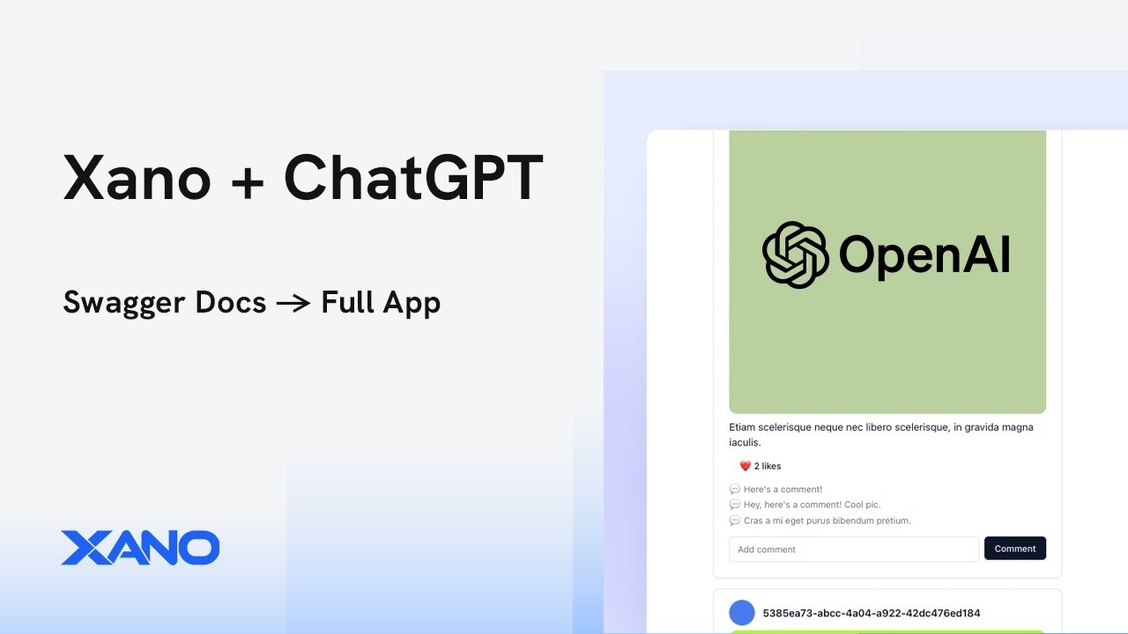 Xano + ChatGPT
Swagger Docs → Full App
XANO
OpenAI
Etiam scelerisque neque nec libero scelerisque, in gravida magna
iaculis.
❤️ 2 likes
💬 Here's a comment!
💬 Hey, here's a comment! Cool pic.
💬 Cras a mi eget purus bibendum pretium.
Add comment
Comment
5385ea73-abcc-4a04-a922-42dc476ed184